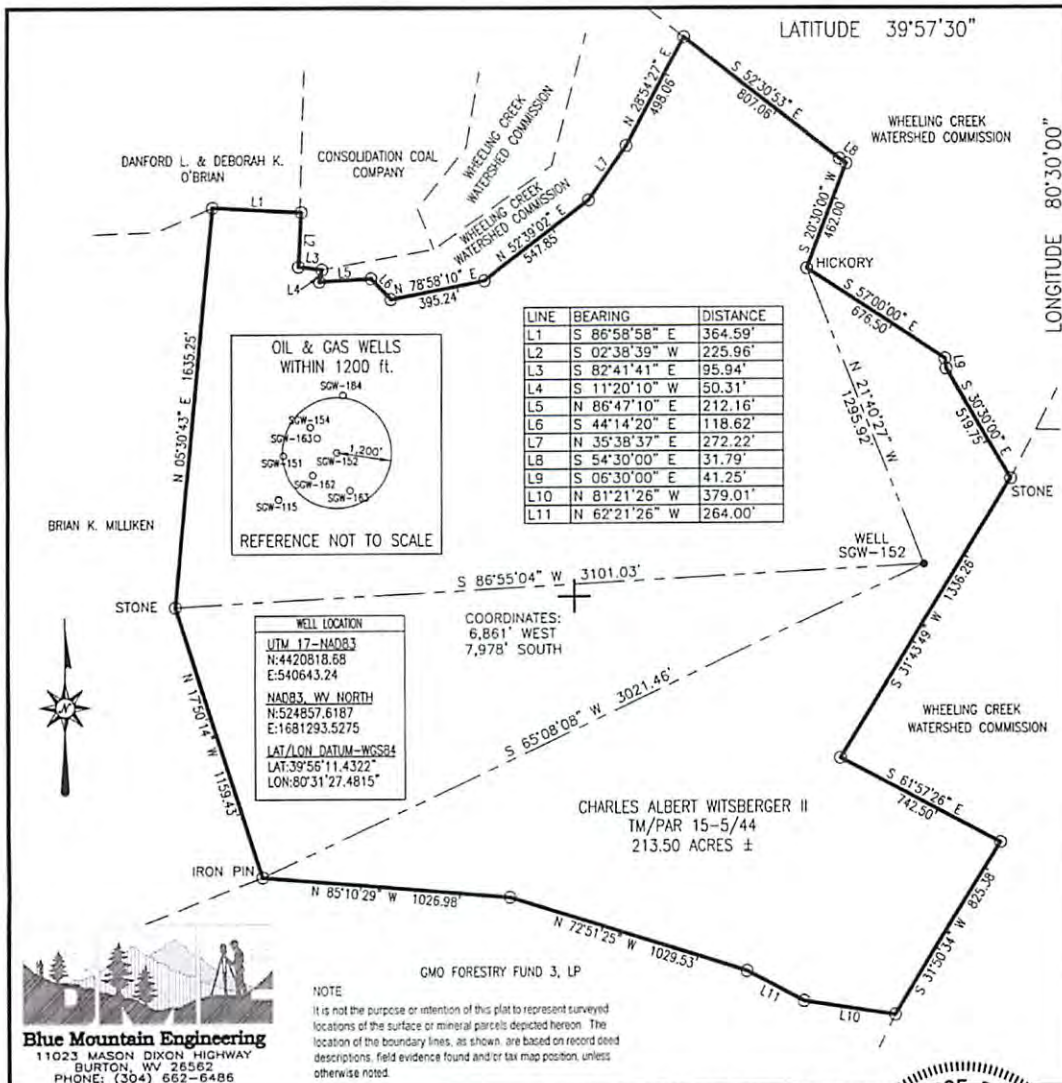 LATITUDE 39°57'30"
LONGITUDE 80°30'00"
S 52°30'53" E
807.06'
L8
WHEELING CREEK
WATERSHED COMMISSION
N 28°54'27" E
498.06'
L7
WHEELING CREEK
WATERSHED COMMISSION
WHEELING CREEK
WATERSHED COMMISSION
CONSOLIDATION COAL
COMPANY
DANFORD L. & DEBORAH K.
O'BRIAN
L1
L2
L3
L4
L5
L6
N 78°58'10" E
395.24'
N 52°39'02" E
547.85'
S 20°30'00" W
462.00'
HICKORY
S 57°00'00" E
676.50'
L9
S 30°30'00" E
519.75'
STONE
N 21°40'27" W
1295.92'
WELL
SGW-152
LINE BEARING DISTANCE
L1 S 86°58'58" E 364.59'
L2 S 02°38'39" W 225.96'
L3 S 82°41'41" E 95.94'
L4 S 11°20'10" W 50.31'
L5 N 86°47'10" E 212.16'
L6 S 44°14'20" E 118.62'
L7 N 35°38'37" E 272.22'
L8 S 54°30'00" E 31.79'
L9 S 06°30'00" E 41.25'
L10 N 81°21'26" W 379.01'
L11 N 62°21'26" W 264.00'
OIL & GAS WELLS
WITHIN 1200 ft.
SGW-184
SGW-154
SGW-163
SGW-151
SGW-152
1,200'
SGW-162
SGW-163
SGW-115
REFERENCE NOT TO SCALE
N 05°30'43" E 1635.25'
BRIAN K. MILLIKEN
STONE
S 86°55'04" W 3101.03'
COORDINATES:
6,861' WEST
7,978' SOUTH
WELL LOCATION
UTM 17-NAD83
N:4420818.68
E:540643.24
NAD83, WV NORTH
N:524857.6187
E:1681293.5275
LAT/LON DATUM-WGS84
LAT:39°56'11.4322"
LON:80°31'27.4815"
N
N 17°50'14" W 1159.43'
S 65°08'08" W 3021.46'
S 31°43'49" W 1336.26'
WHEELING CREEK
WATERSHED COMMISSION
S 61°57'26" E
742.50'
CHARLES ALBERT WITSBERGER II
TM/PAR 15-5/44
213.50 ACRES ±
S 31°50'34" W 825.38'
IRON PIN
N 85°10'29" W 1026.98'
N 72°51'25" W 1029.53'
L11
L10
GMO FORESTRY FUND 3, LP
Blue Mountain Engineering
11023 MASON DIXON HIGHWAY
BURTON, WV 26562
PHONE: (304) 662-6486
NOTE
It is not the purpose or intention of this plat to represent surveyed
locations of the surface or mineral parcels depicted hereon. The
location of the boundary lines, as shown, are based on record deed
descriptions, field evidence found and/or tax map position, unless
otherwise noted.